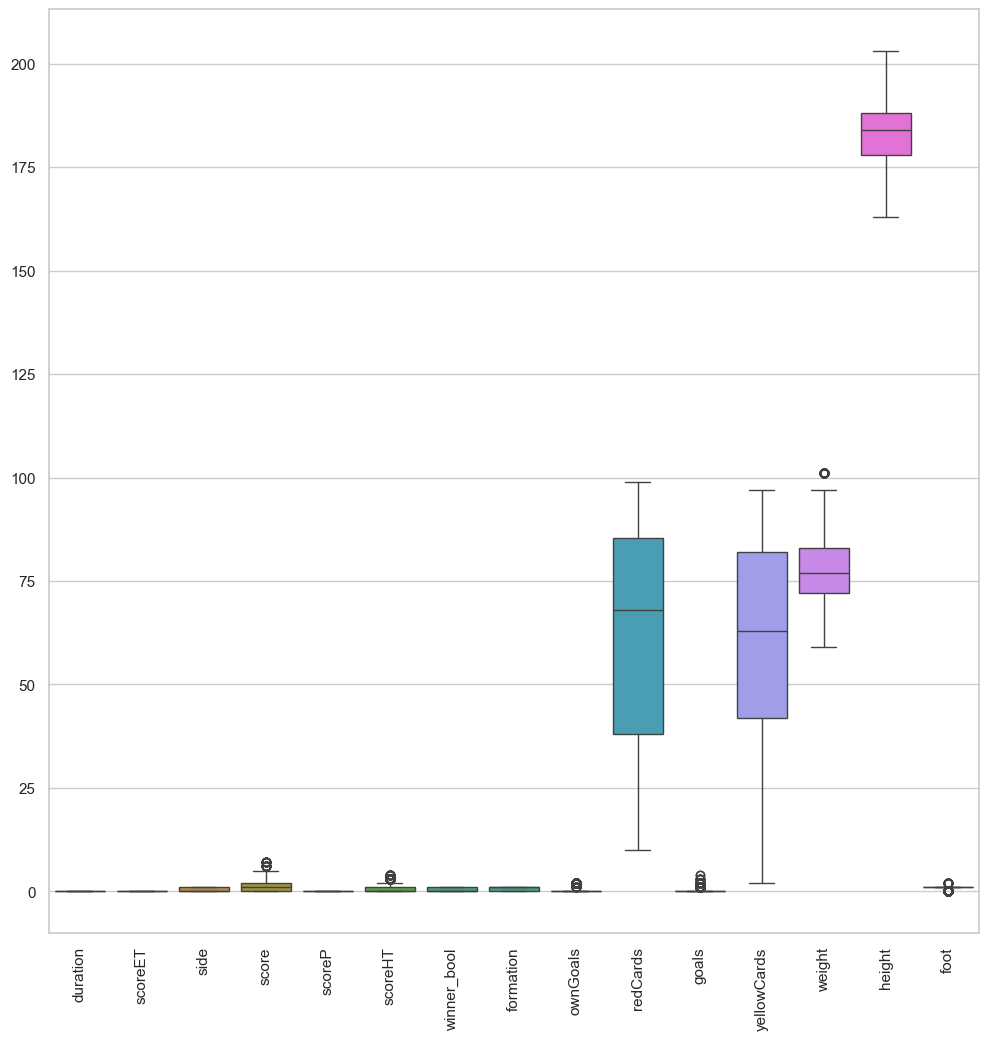 200
175
150
125
100
75
50
25
0
duration
scoreET
side
score
scoreP
scoreHT
winner_bool
formation
ownGoals
redCards
goals
yellowCards
weight
height
foot